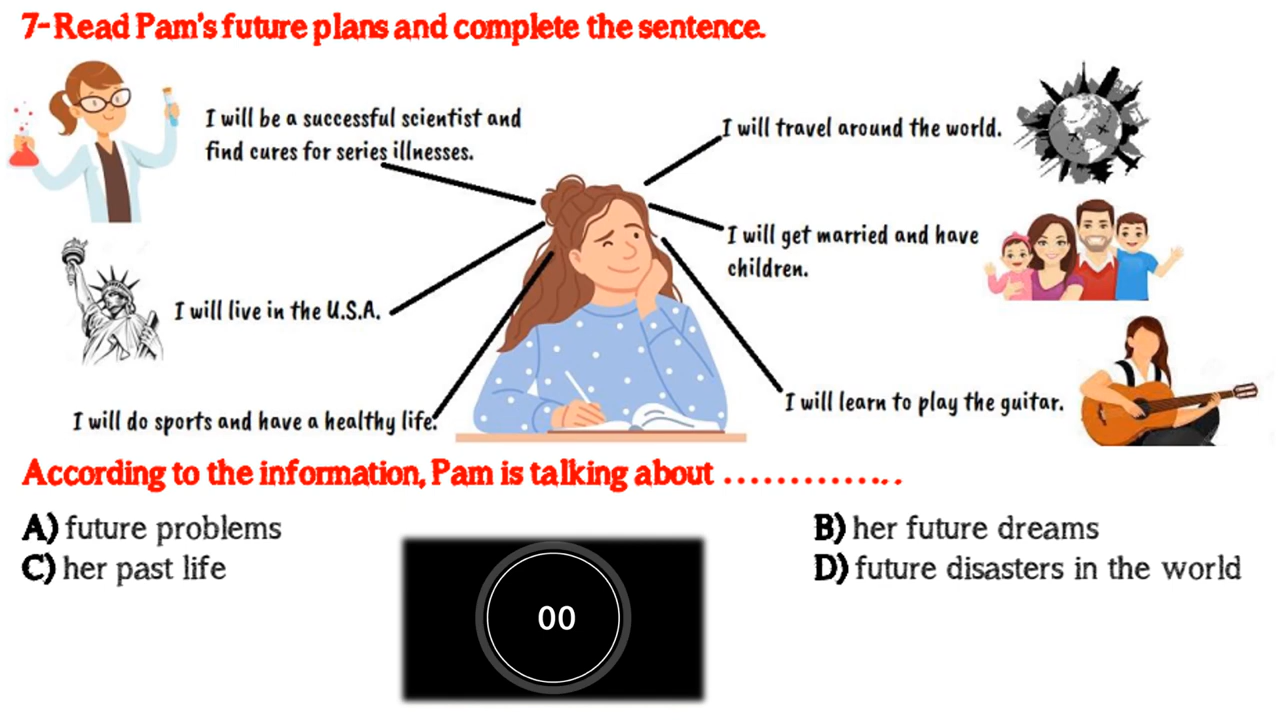 7-Read Pam's future plans and complete the sentence.
I will be a successful scientist and
find cures for series illnesses.
I will travel around the world.
I will get married and have
children.
I will live in the U.S.A.
I will learn to play the guitar.
I will do sports and have a healthy life.
According to the information, Pam is talking about ..............
A) future problems
B) her future dreams
C) her past life
D) future disasters in the world
00